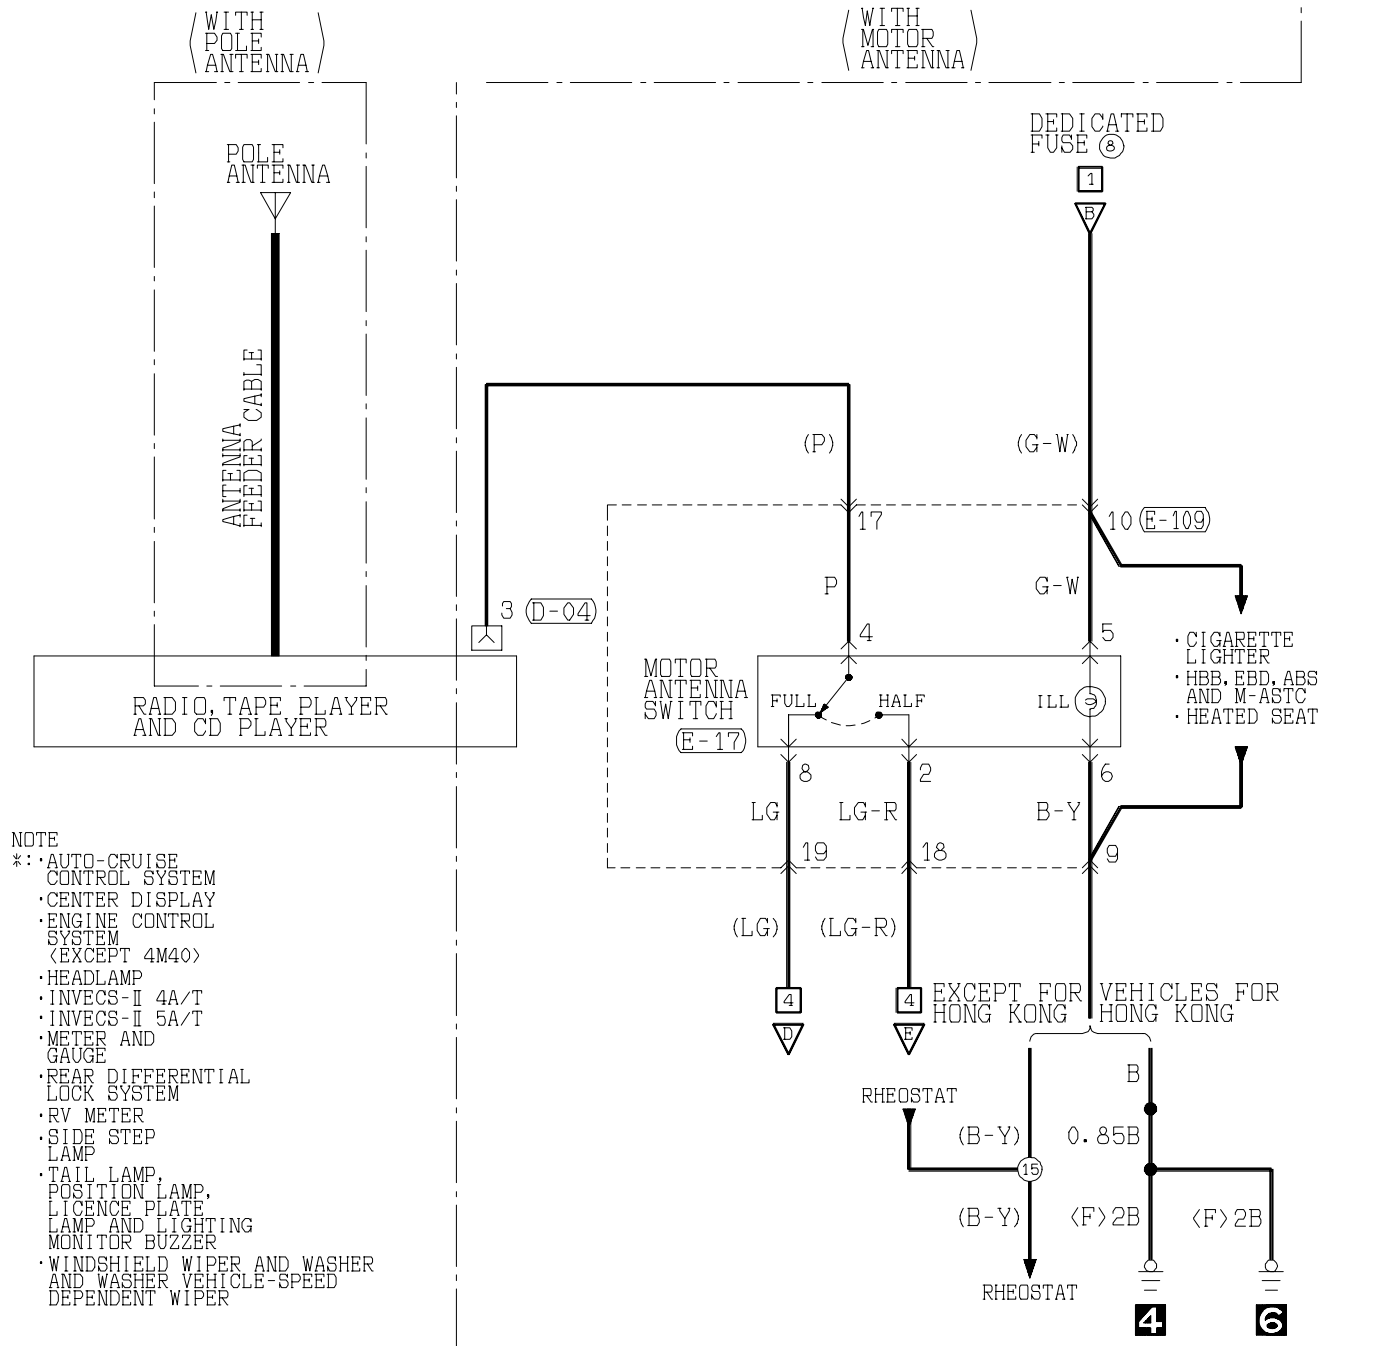 WITH
POLE
ANTENNA
WITH
MOTOR
ANTENNA
POLE
ANTENNA
DEDICATED
FUSE 8
1
B
ANTENNA
FEEDER CABLE
(P)
(G-W)
17
10 E-109
P
G-W
3 D-04
4
5
MOTOR
ANTENNA
SWITCH
E-17
FULL
HALF
ILL
· CIGARETTE
LIGHTER
· HBB, EBD, ABS
AND M-ASTC
· HEATED SEAT
RADIO, TAPE PLAYER
AND CD PLAYER
8
2
6
LG
LG-R
B-Y
19
18
9
(LG)
(LG-R)
4
D
4
E
EXCEPT FOR
HONG KONG
VEHICLES FOR
HONG KONG
RHEOSTAT
B
(B-Y)
0.85B
15
(B-Y)
<F>2B
<F>2B
RHEOSTAT
4
6
NOTE
*: · AUTO-CRUISE
CONTROL SYSTEM
· CENTER DISPLAY
· ENGINE CONTROL
SYSTEM
<EXCEPT 4M40>
· HEADLAMP
· INVECS-Ⅱ 4A/T
· INVECS-Ⅱ 5A/T
· METER AND
GAUGE
· REAR DIFFERENTIAL
LOCK SYSTEM
· RV METER
· SIDE STEP
LAMP
· TAIL LAMP,
POSITION LAMP,
LICENCE PLATE
LAMP AND LIGHTING
MONITOR BUZZER
· WINDSHIELD WIPER AND WASHER
AND WASHER VEHICLE-SPEED
DEPENDENT WIPER